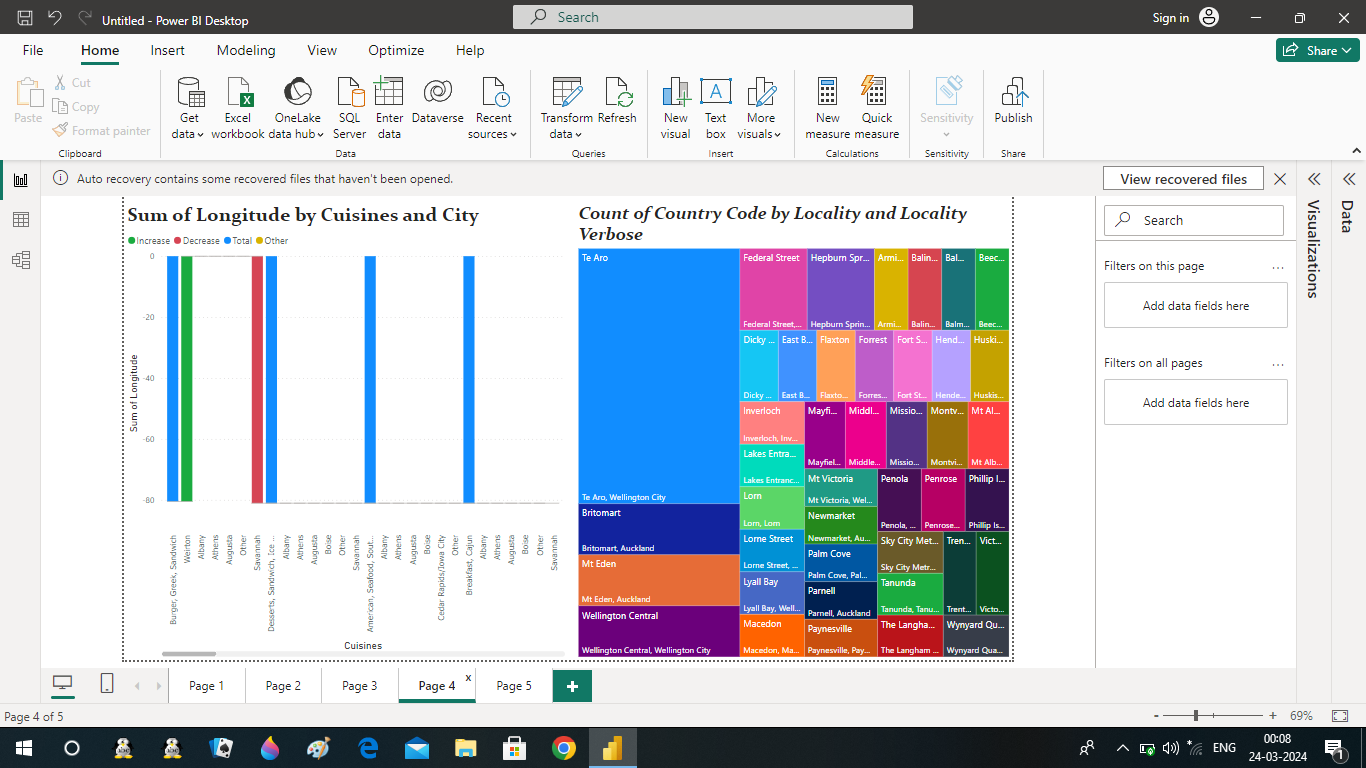 Untitled - Power BI Desktop
Search
Sign in
File
Home
Insert
Modeling
View
Optimize
Help
Share
Paste
Cut
Copy
Format painter
Clipboard
Get data
Excel workbook
OneLake data hub
SQL Server
Enter data
Dataverse
Recent sources
Data
Transform data
Refresh
Queries
New visual
Text box
More visuals
Insert
New measure
Quick measure
Calculations
Sensitivity
Sensitivity
Publish
Share
Auto recovery contains some recovered files that haven't been opened.
View recovered files
Sum of Longitude by Cuisines and City
Increase Decrease Total Other
0
-20
-40
-60
-80
Sum of Longitude
Burger, Greek, Sandwich
Weirton
Albany
Athens
Augusta
Other
Savannah
Desserts, Sandwich, Ice ...
Albany
Athens
Augusta
Boise
Other
Savannah
American, Seafood, Sout...
Albany
Athens
Augusta
Boise
Cedar Rapids/Iowa City
Other
Breakfast, Cajun
Albany
Athens
Augusta
Boise
Other
Savannah
Cuisines
Count of Country Code by Locality and Locality
Verbose
Te Aro
Te Aro, Wellington City
Britomart
Britomart, Auckland
Mt Eden
Mt Eden, Auckland
Wellington Central
Wellington Central, Wellington City
Federal Street
Federal Street,...
Hepburn Spr...
Hepburn Sprin...
Armi...
Armi...
Balin...
Balin...
Bal...
Balm...
Beec...
Beec...
Dicky ...
Dicky ...
East B...
East B...
Flaxton
Flaxto...
Forrest
Forres...
Fort S...
Fort St...
Hend...
Hende...
Huski...
Huskis...
Inverloch
Inverloch, Inv...
Lakes Entra...
Lakes Entranc...
Lorn
Lorn, Lorn
Lorne Street
Lorne Street, ...
Lyall Bay
Lyall Bay, Well...
Macedon
Macedon, Ma...
Mayfi...
Mayfiel...
Middl...
Middle...
Missio...
Missio...
Montv...
Montvi...
Mt Al...
Mt Alb...
Mt Victoria
Mt Victoria, Wel...
Newmarket
Newmarket, Au...
Palm Cove
Palm Cove, Pal...
Parnell
Parnell, Auckland
Paynesville
Paynesville, Pay...
Penola
Penola, ...
Penrose
Penrose...
Phillip I...
Phillip Is...
Sky City Met...
Sky City Metr...
Tanunda
Tanunda, Tanu...
The Langha...
The Langham ...
Tren...
Trent...
Vict...
Victo...
Wynyard Qu...
Wynyard Qua...
Search
Filters on this page
...
Add data fields here
Filters on all pages
...
Add data fields here
Visualizations
Data
Page 1
Page 2
Page 3
Page 4
x
Page 5
+
Page 4 of 5
-
+
69%
ENG
00:08
24-03-2024
1